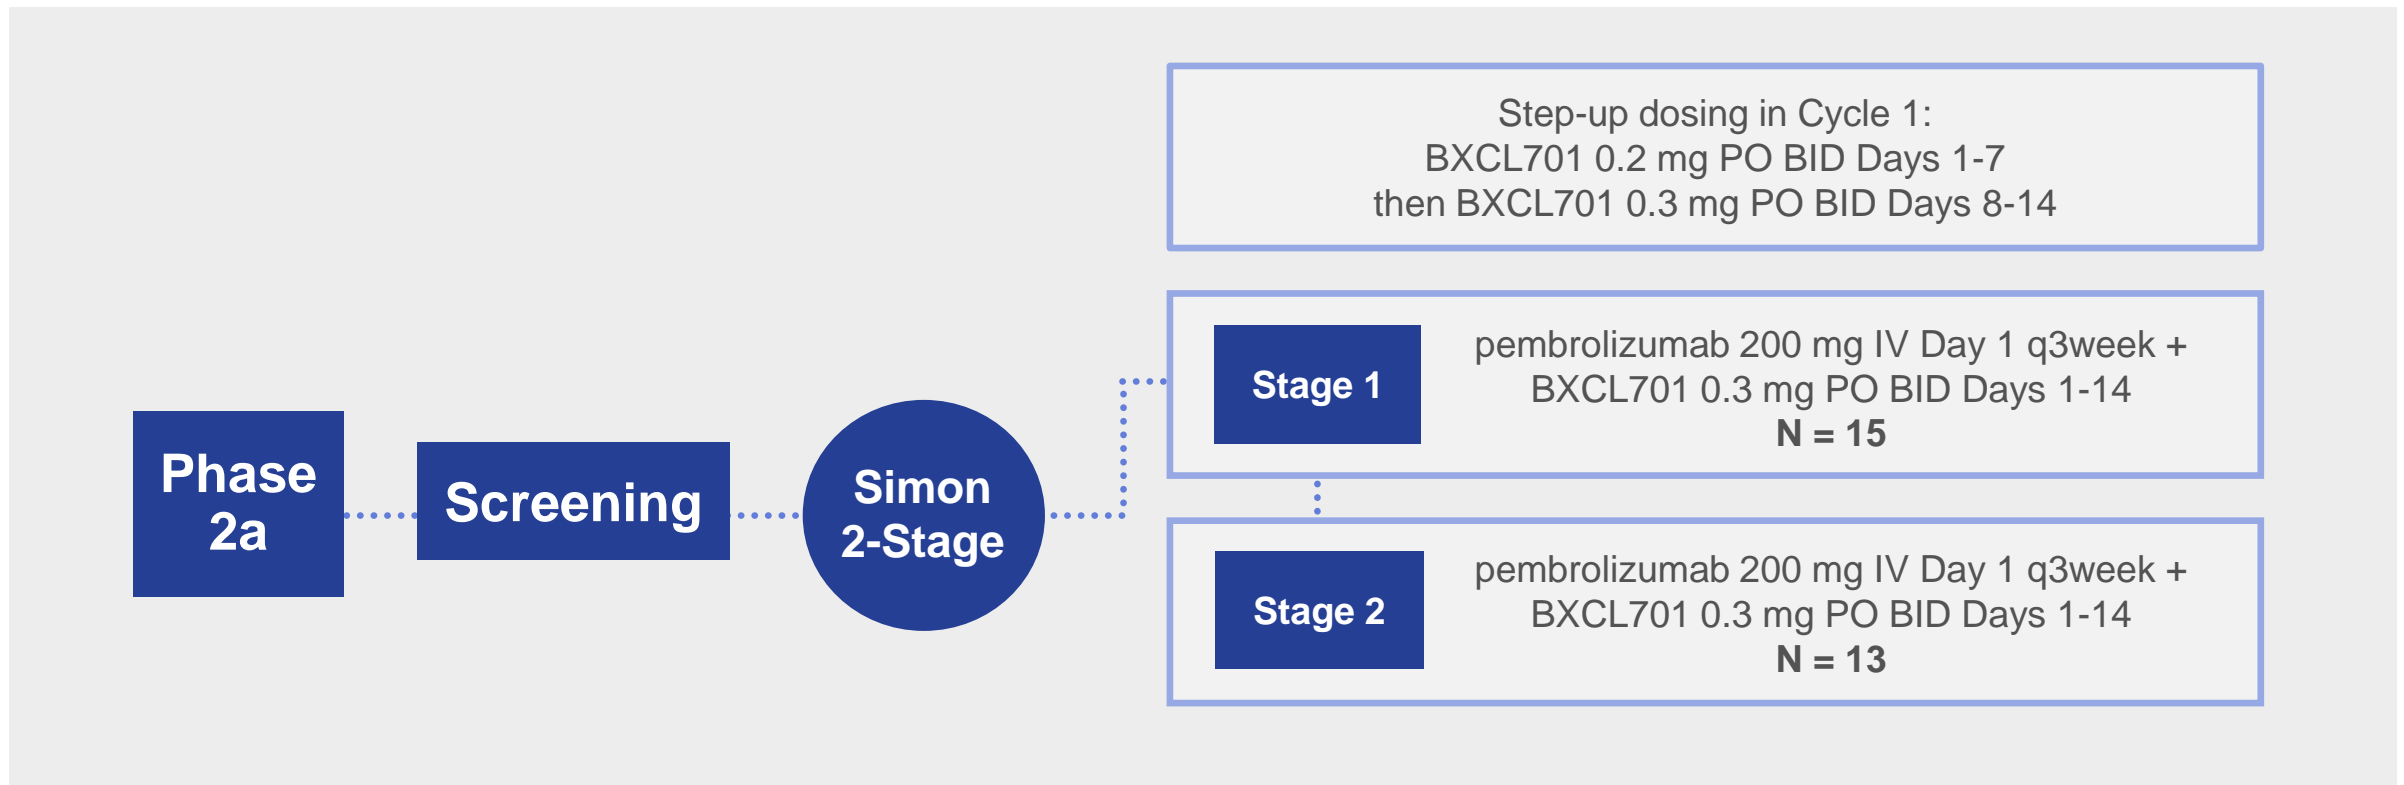 Phase
2a
Screening
Simon
2-Stage
Step-up dosing in Cycle 1:
BXCL701 0.2 mg PO BID Days 1-7
then BXCL701 0.3 mg PO BID Days 8-14
Stage 1
pembrolizumab 200 mg IV Day 1 q3week +
BXCL701 0.3 mg PO BID Days 1-14
N = 15
Stage 2
pembrolizumab 200 mg IV Day 1 q3week +
BXCL701 0.3 mg PO BID Days 1-14
N = 13